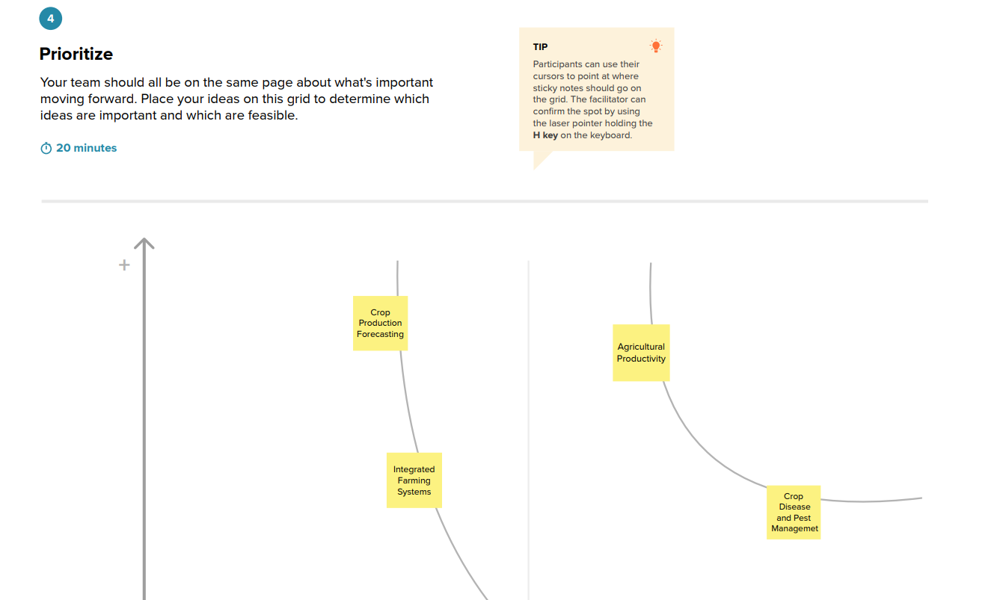 4
Prioritize
Your team should all be on the same page about what's important
moving forward. Place your ideas on this grid to determine which
ideas are important and which are feasible.
20 minutes
TIP
Participants can use their
cursors to point at where
sticky notes should go on
the grid. The facilitator can
confirm the spot by using
the laser pointer holding the
H key on the keyboard.
+
Crop
Production
Forecasting
Agricultural
Productivity
Integrated
Farming
Systems
Crop
Disease
and Pest
Managemet